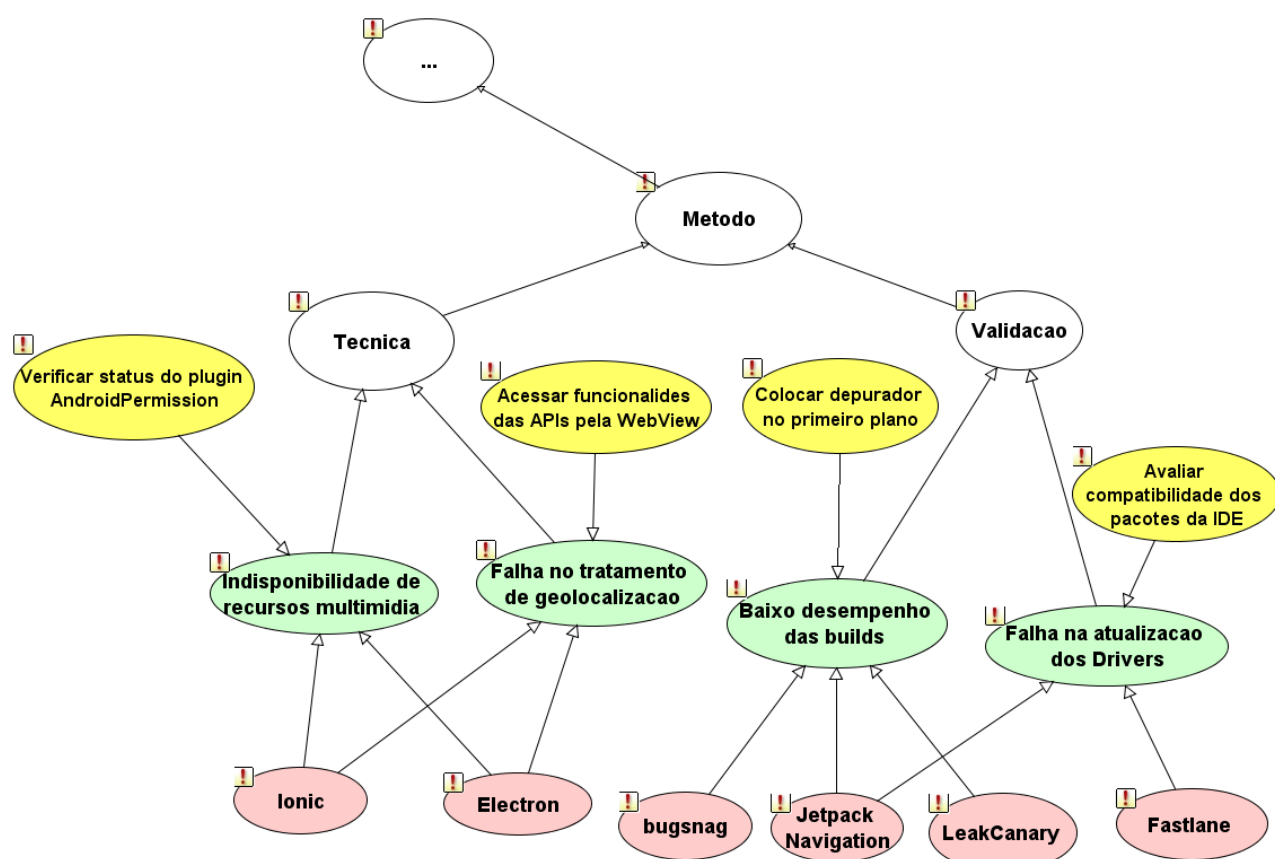 ...
Metodo
Tecnica
Validacao
Verificar status do plugin
AndroidPermission
Acessar funcionalides
das APIs pela WebView
Colocar depurador
no primeiro plano
Avaliar
compatibilidade dos
pacotes da IDE
Indisponibilidade de
recursos multimidia
Falha no tratamento
de geolocalizacao
Baixo desempenho
das builds
Falha na atualizacao
dos Drivers
Ionic
Electron
bugsnag
Jetpack
Navigation
LeakCanary
Fastlane